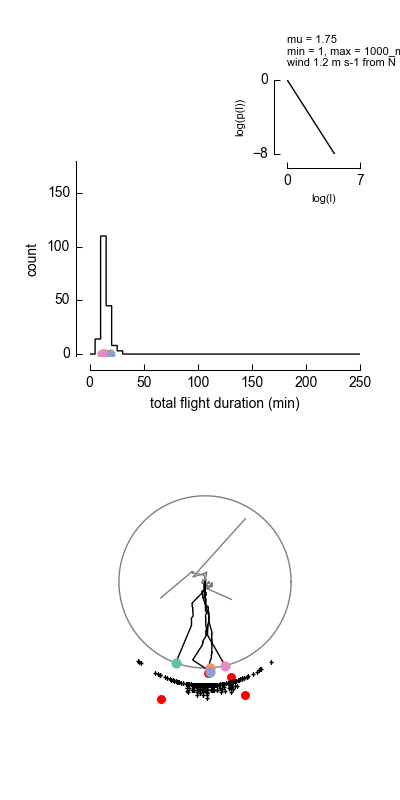 mu = 1.75
min = 1, max = 1000_m
wind 1.2 m s-1 from N
0
log(p(l))
−8
0
7
log(l)
150
count
100
50
0
0
50
100
150
200
250
total flight duration (min)